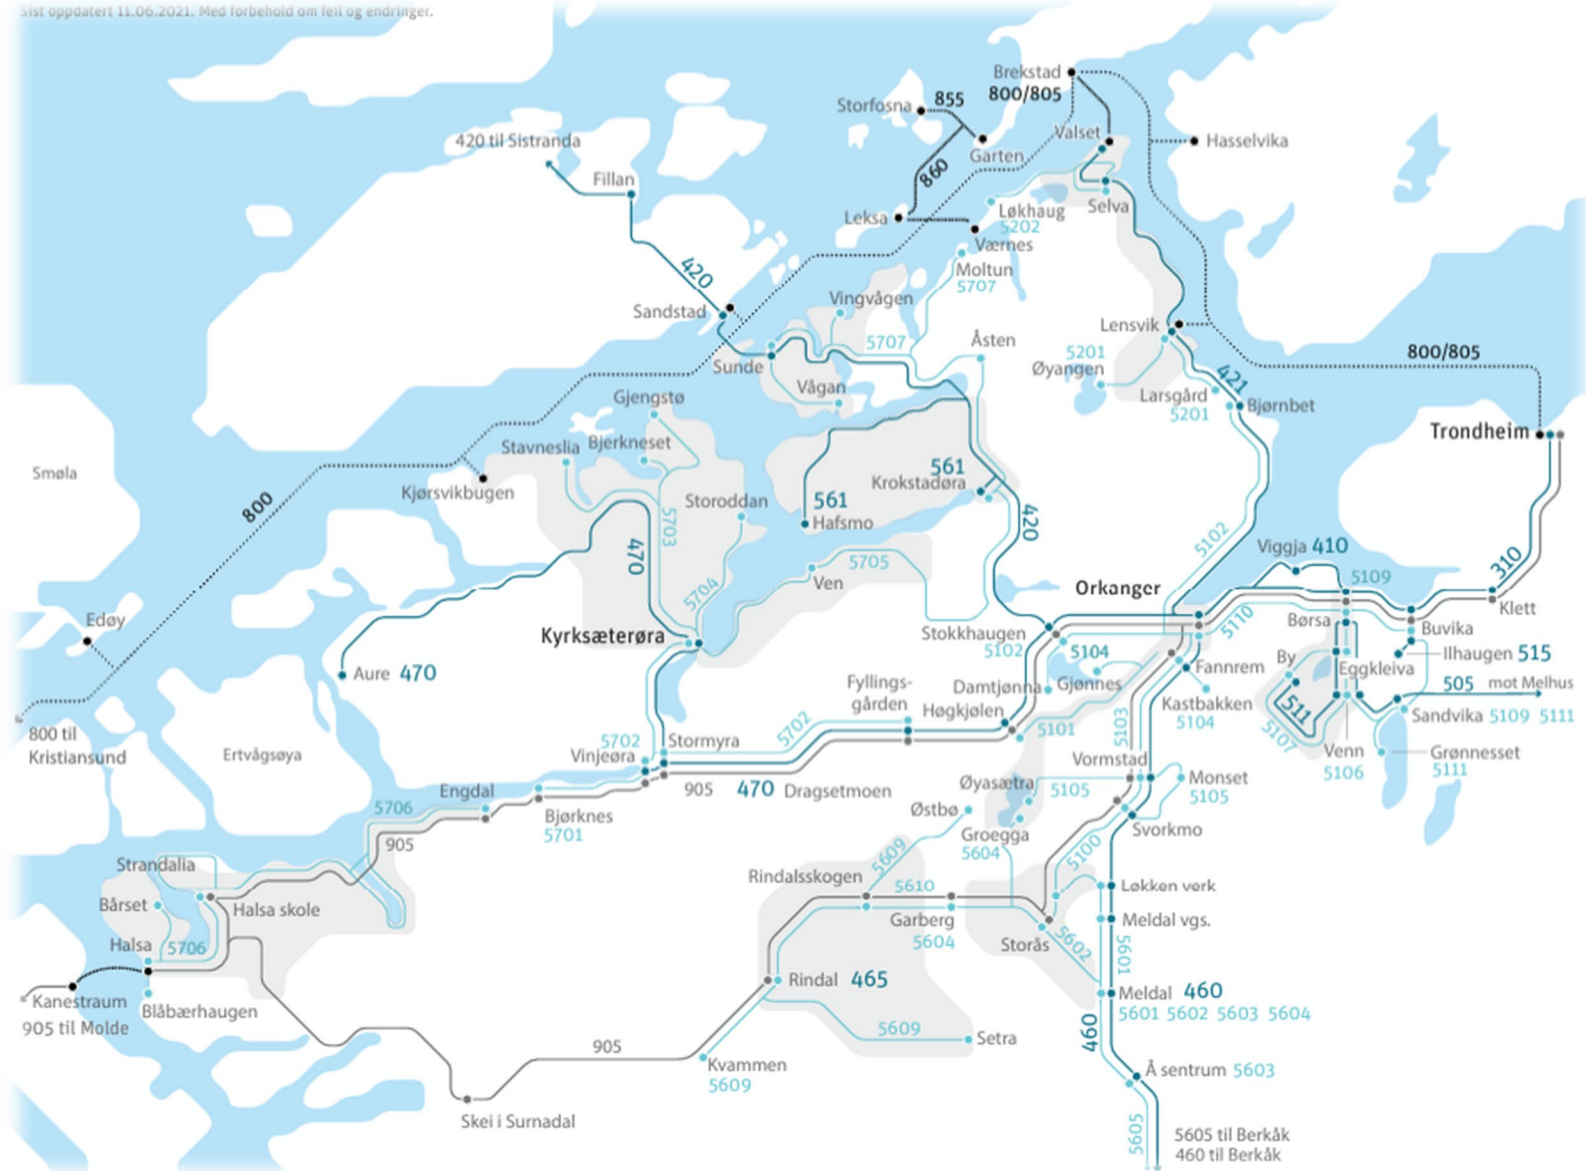 Sist oppdatert 11.06.2021. Med forbehold om feil og endringer.
Brekstad
800/805
Storfosna
855
Valset
420 til Sistranda
Garten
Hasselvika
Fillan
860
Leksa
Løkhaug
5202
Selva
Værnes
420
Moltun
5707
Sandstad
Vingvågen
Lensvik
5707
Åsten
800/805
5201
Øyangen
Sunde
Vågan
421
Larsgård
5201
Bjørnbet
Gjengstø
Trondheim
Stavneslia
Bjerkneset
Smøla
561
Krokstadøra
Kjørsvikbugen
Storoddan
561
Hafsmo
800
5703
420
470
5102
Viggja 410
310
5705
Ven
5109
5704
Orkanger
Klett
Edøy
Børsa
5110
Buvika
Kyrksæterøra
Stokkhaugen
5102
5104
Ilhaugen 515
By
Eggkleiva
Fannrem
Aure 470
Fyllings-
gården
Damtjønna
Gjønnes
505 mot Melhus
Kastbakken
5104
Høgkjølen
511
Sandvika 5109 5111
5702
5101
5103
5107
800 til
Kristiansund
Ertvågsøya
5702
Stormyra
Vinjeøra
Venn
5106
Grønnesset
5111
Vormstad
Øyasætra
5105
Monset
5105
Engdal
905
470 Dragsetmoen
5706
Bjørknes
5701
Østbø
Groegga
5604
Svorkmo
905
5609
5100
Strandalia
Rindalsskogen
5610
Løkken verk
Bårset
Halsa skole
Garberg
5604
Meldal vgs.
Halsa
5706
Storås
5602
5601
Rindal 465
Meldal 460
5601 5602 5603 5604
Kanestraum
905 til Molde
Blåbærhaugen
5609
Setra
460
905
Kvammen
5609
Å sentrum 5603
Skei i Surnadal
5605
5605 til Berkåk
460 til Berkåk